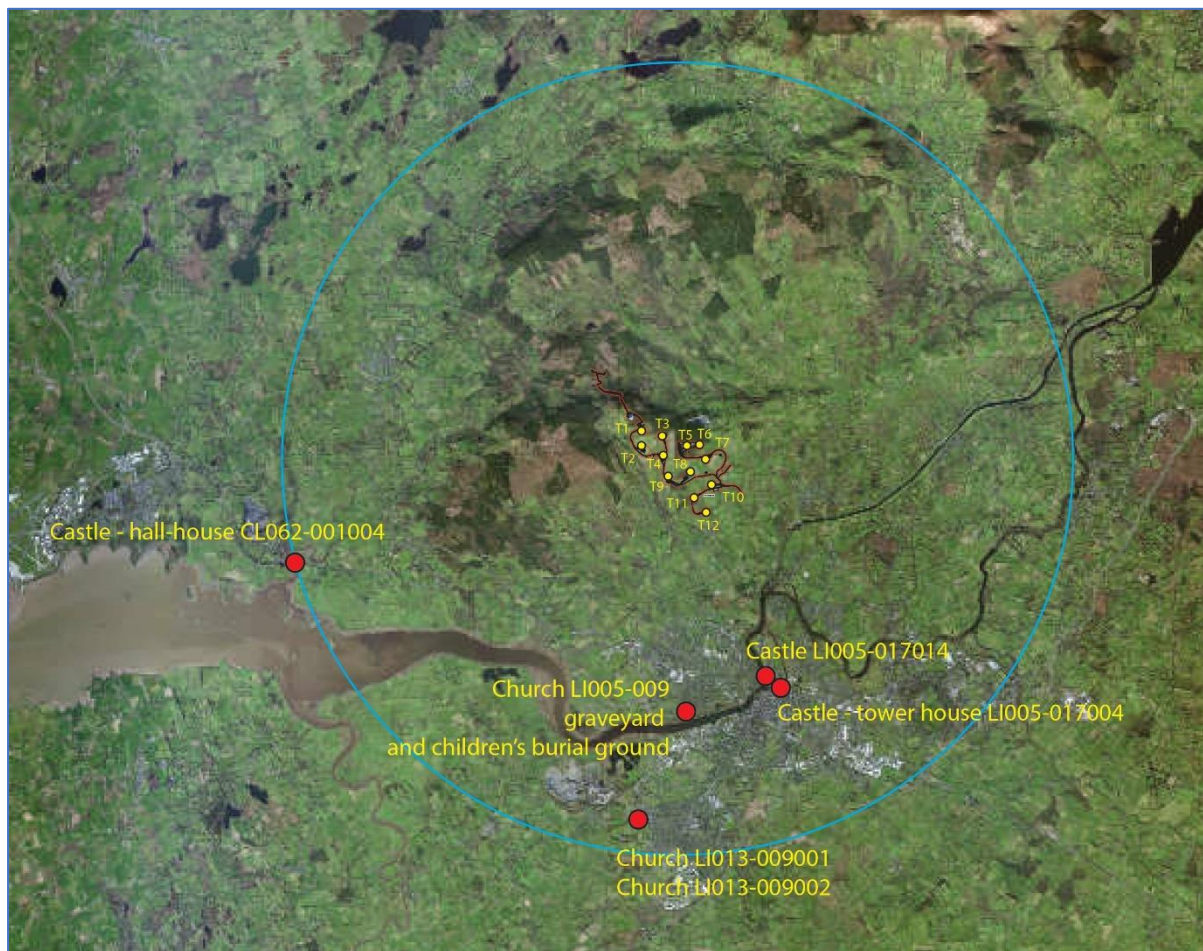 T1
T3
T5
T6
T7
T2
T4
T8
T9
T10
T11
T12
Castle - hall-house CL062-001004
Castle LI005-017014
Church LI005-009
graveyard
and children's burial ground
Castle - tower house LI005-017004
Church LI013-009001
Church LI013-009002